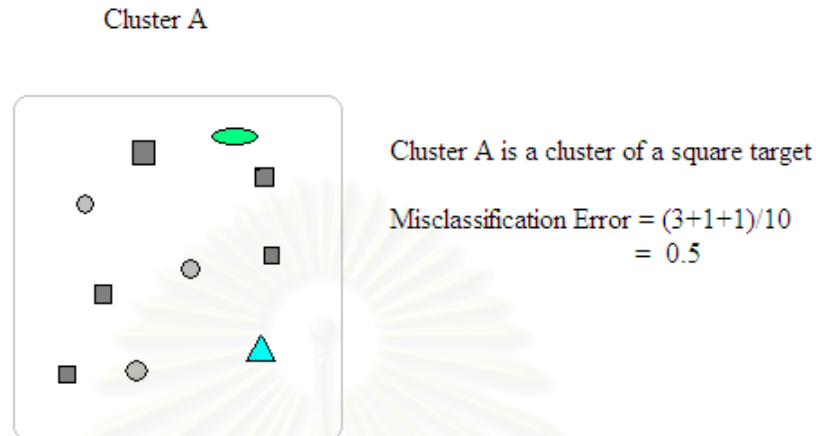 Cluster A
Cluster A is a cluster of a square target
Misclassification Error = (3+1+1)/10
= 0.5